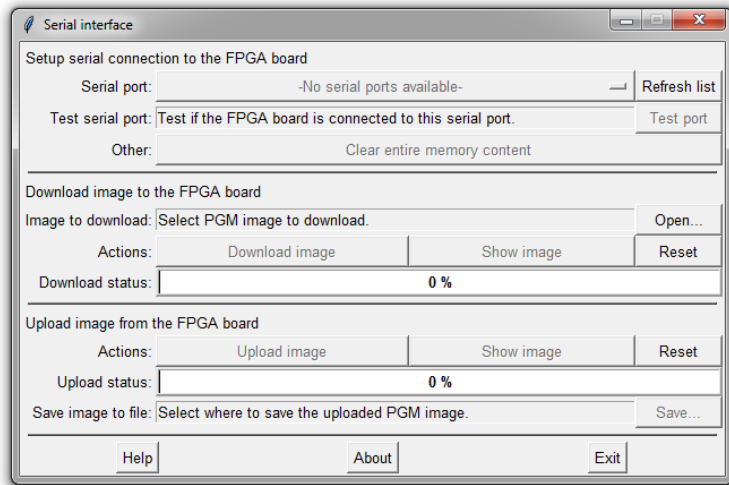 Serial interface
Setup serial connection to the FPGA board
Serial port: -No serial ports available- Refresh list
Test serial port: Test if the FPGA board is connected to this serial port. Test port
Other: Clear entire memory content
Download image to the FPGA board
Image to download: Select PGM image to download. Open...
Actions: Download image Show image Reset
Download status: 0 %
Upload image from the FPGA board
Actions: Upload image Show image Reset
Upload status: 0 %
Save image to file: Select where to save the uploaded PGM image. Save...
Help About Exit